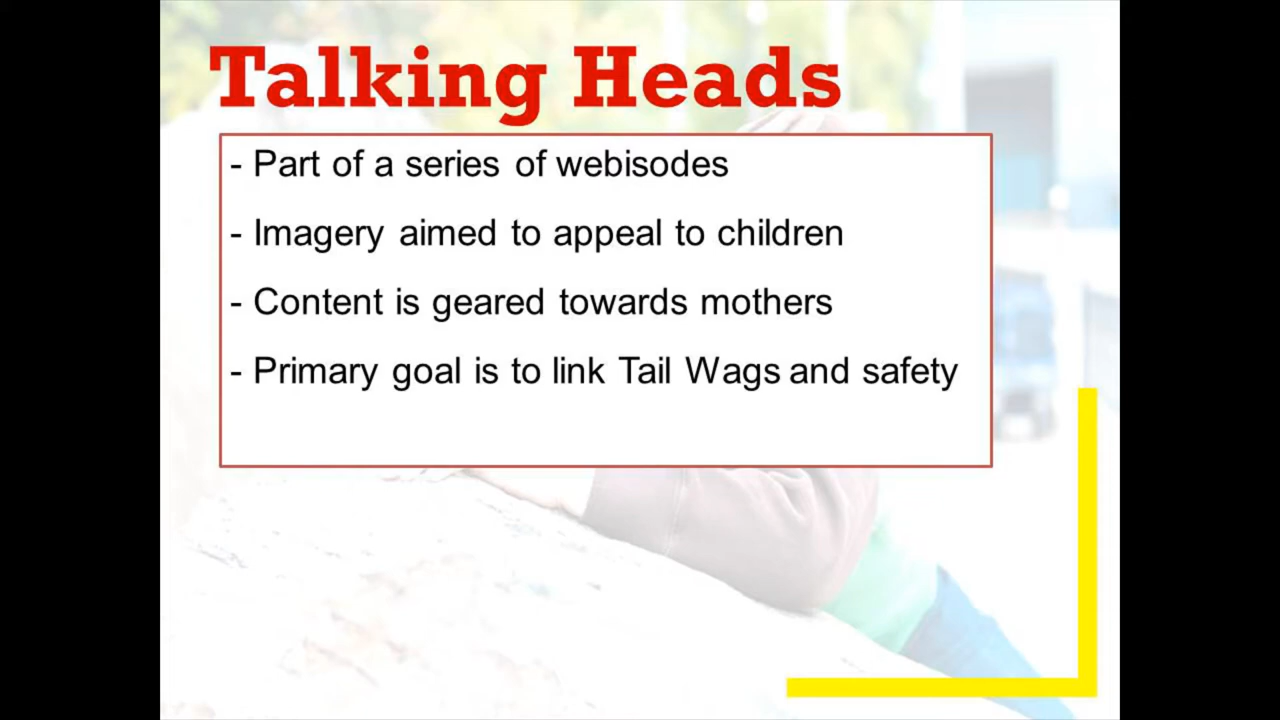 Talking Heads
- Part of a series of webisodes
- Imagery aimed to appeal to children
- Content is geared towards mothers
- Primary goal is to link Tail Wags and safety